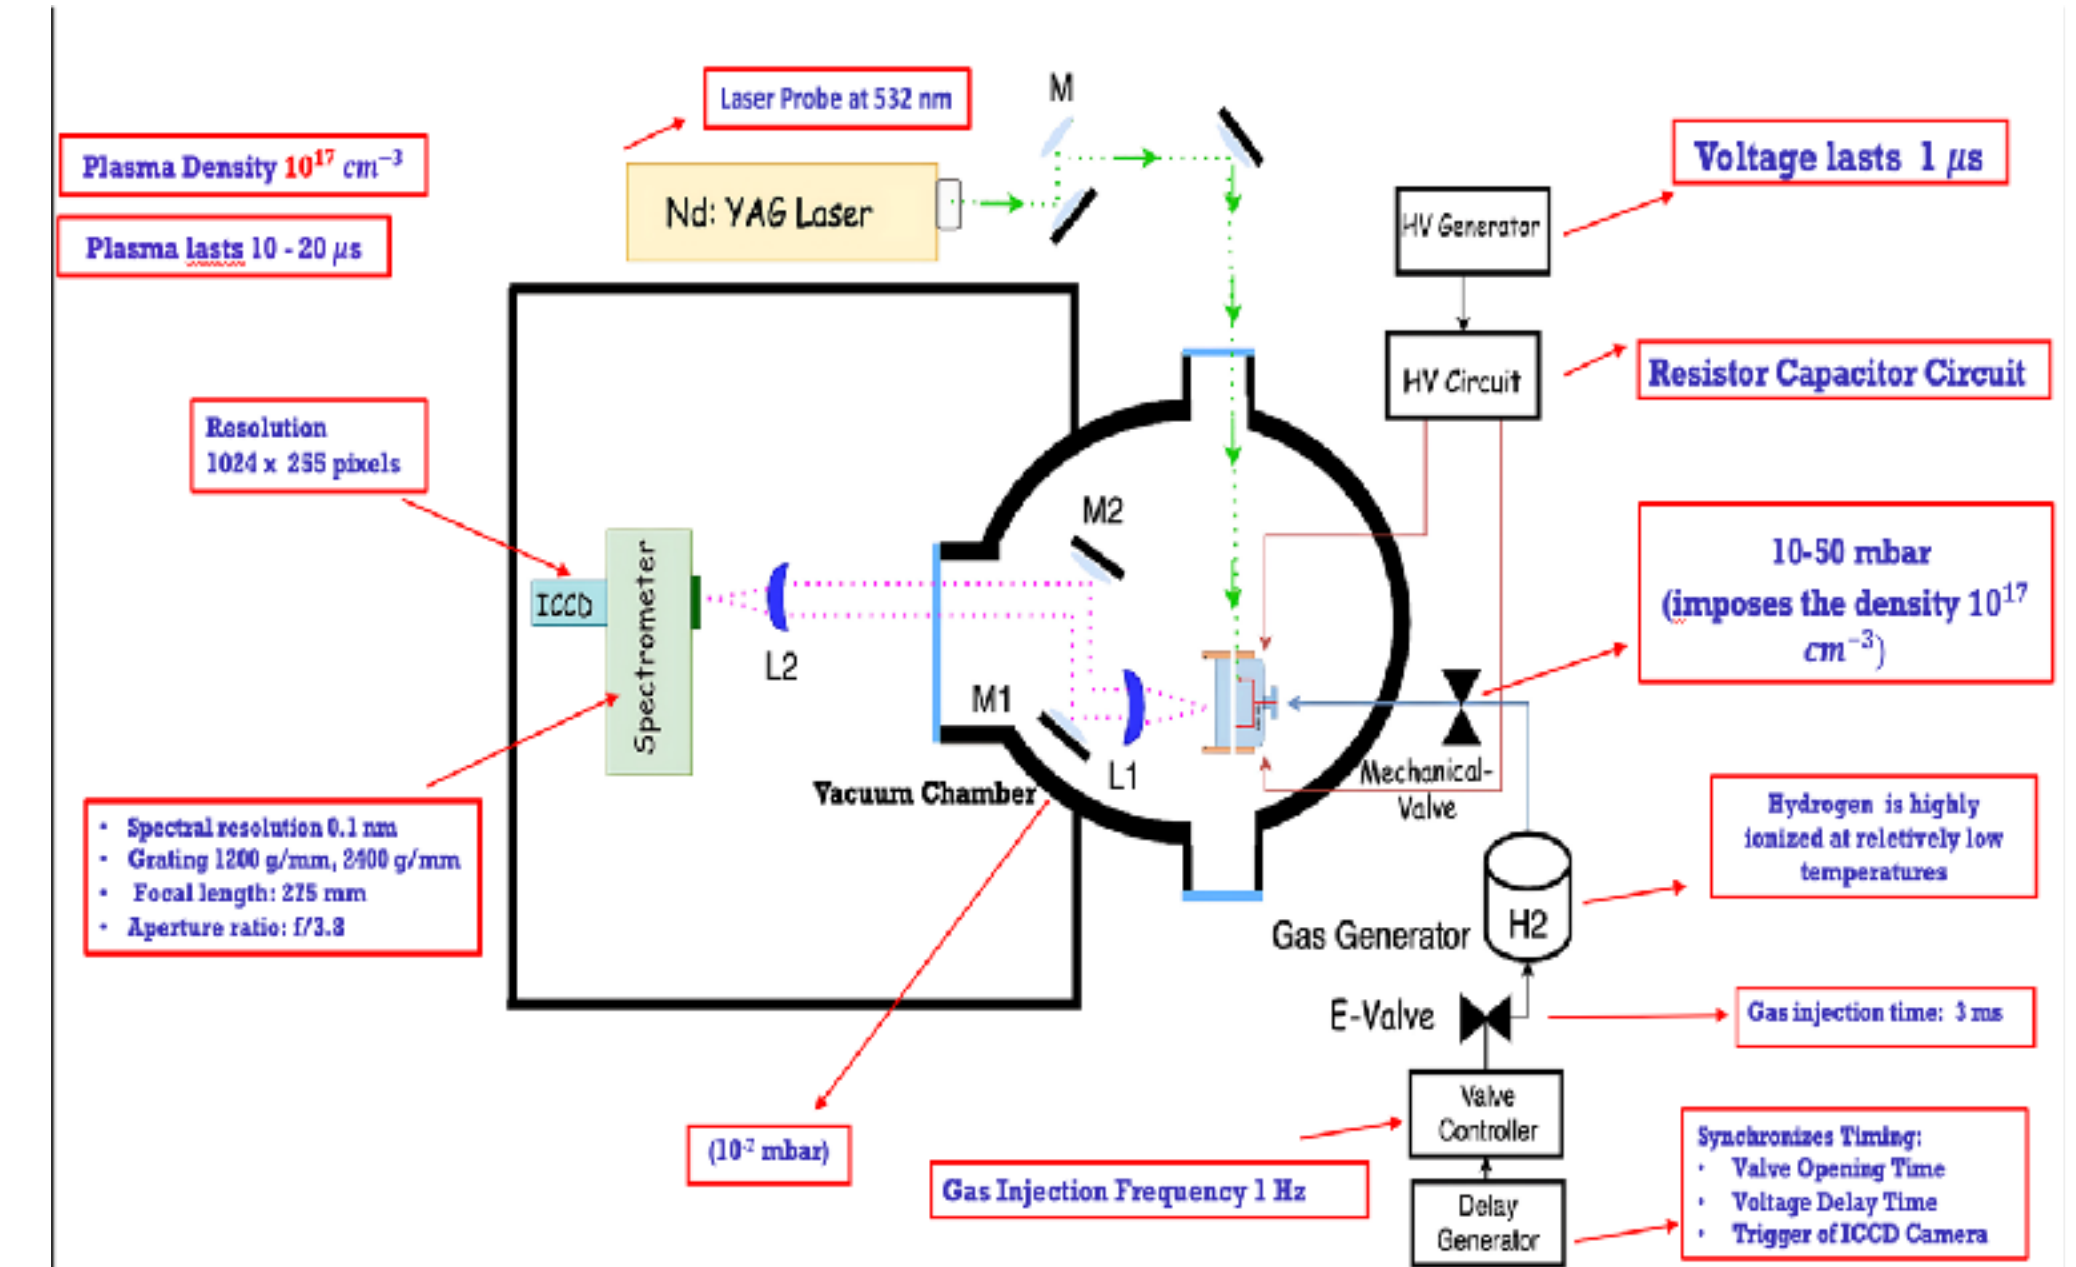 Laser Probe at 532 nm
M
Plasma Density 10¹⁷ cm⁻³
Plasma lasts 10 - 20 μs
Nd: YAG Laser
Voltage lasts 1 μs
HV Generator
HV Circuit
Resistor Capacitor Circuit
Resolution
1024 x 255 pixels
M2
ICCD
Spectrometer
L2
M1
L1
Vacuum Chamber
10-50 mbar
(imposes the density 10¹⁷
cm⁻³)
Mechanical-
Valve
Spectral resolution 0.1 nm
Grating 1200 g/mm, 2400 g/mm
Focal length: 275 mm
Aperture ratio: f/3.8
Hydrogen is highly
ionized at reletively low
temperatures
H2
Gas Generator
E-Valve
Gas injection time: 3 ms
Valve
Controller
(10⁻⁷ mbar)
Gas Injection Frequency 1 Hz
Delay
Generator
Synchronizes Timing:
Valve Opening Time
Voltage Delay Time
Trigger of ICCD Camera